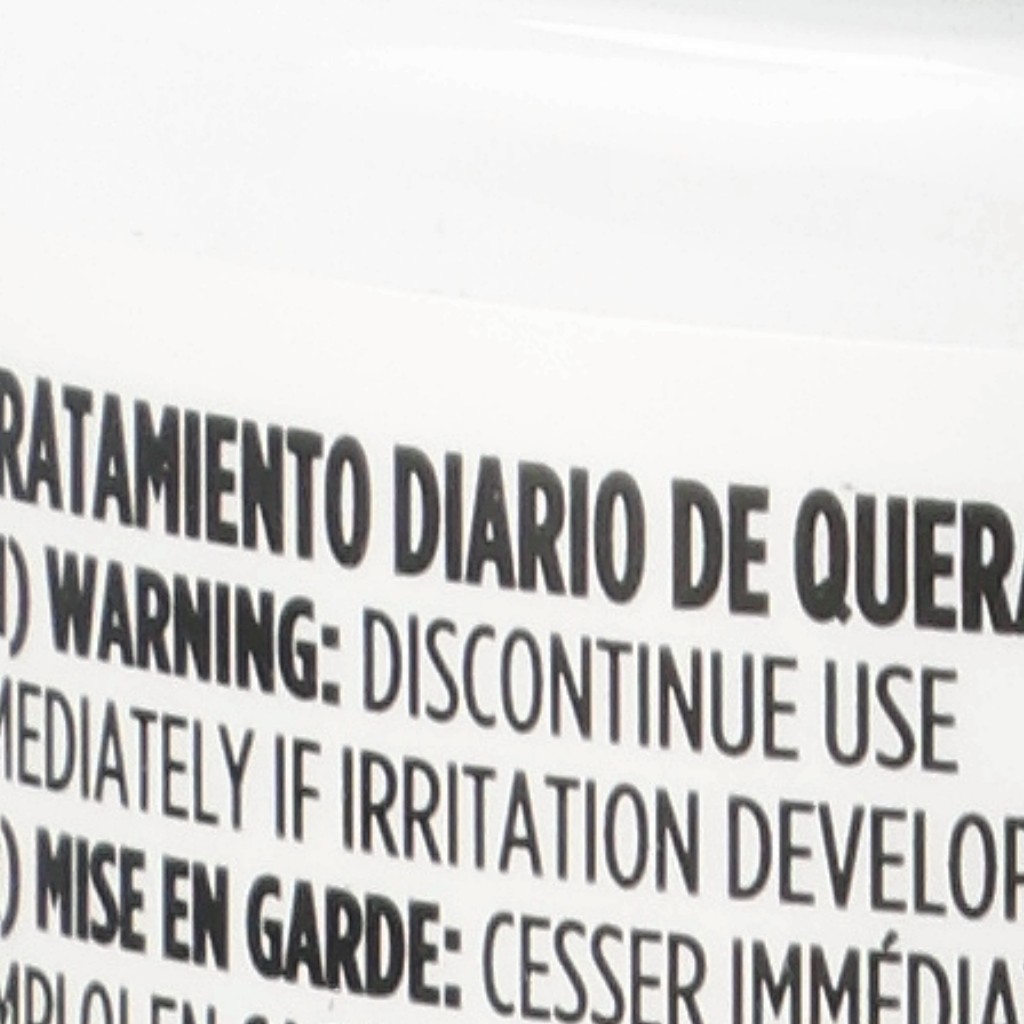 RATAMIENTO DIARIO DE QUERA
) WARNING: DISCONTINUE USE
MEDIATELY IF IRRITATION DEVELOP
) MISE EN GARDE: CESSER IMMÉDIA